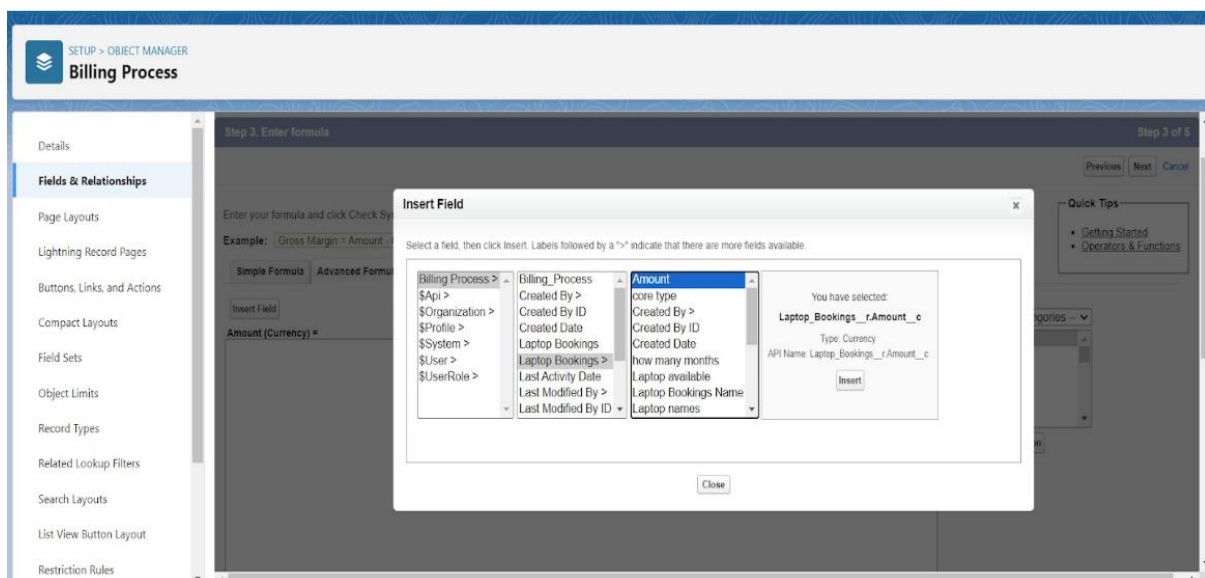 SETUP > OBJECT MANAGER
Billing Process
Details
Fields & Relationships
Page Layouts
Lightning Record Pages
Buttons, Links, and Actions
Compact Layouts
Field Sets
Object Limits
Record Types
Related Lookup Filters
Search Layouts
List View Button Layout
Restriction Rules
Step 3. Enter formula
Step 3 of 5
Previous Next Cancel
Enter your formula and click Check Sy
Example: Gross Margin = Amount -
Simple Formula Advanced Formul
Insert Field
Amount (Currency) =
Quick Tips
Getting Started
Operators & Functions
gories --
Insert Field
x
Select a field, then click Insert. Labels followed by a ">" indicate that there are more fields available.
Billing Process >
$Api >
$Organization >
$Profile >
$System >
$User >
$UserRole >
Billing_Process
Created By >
Created By ID
Created Date
Laptop Bookings
Laptop Bookings >
Last Activity Date
Last Modified By >
Last Modified By ID
Amount
core type
Created By >
Created By ID
Created Date
how many months
Laptop available
Laptop Bookings Name
Laptop names
You have selected:
Laptop_Bookings__r.Amount__c
Type: Currency
API Name: Laptop_Bookings__r.Amount__c
Insert
Close